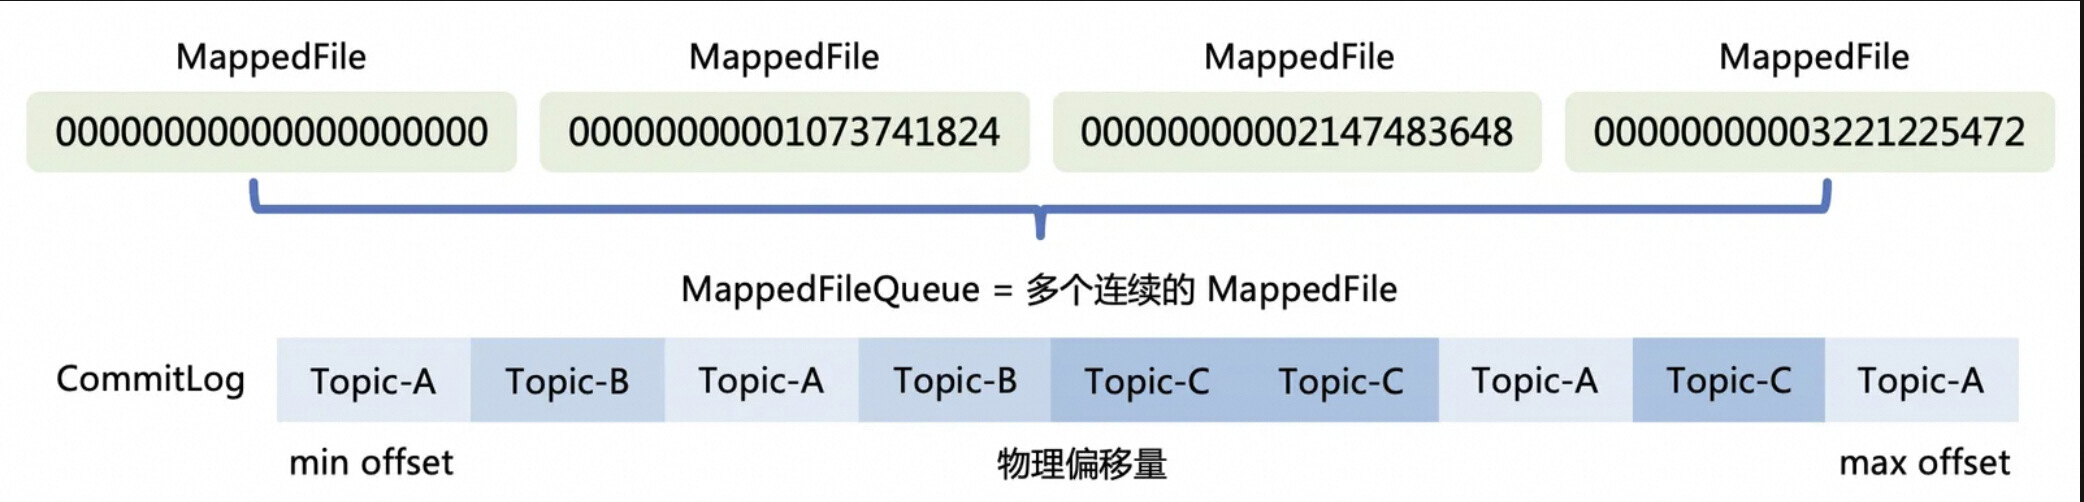 MappedFile MappedFile MappedFile MappedFile
00000000000000000000 00000000001073741824 00000000002147483648 00000000003221225472
MappedFileQueue = 多个连续的 MappedFile
CommitLog Topic-A Topic-B Topic-A Topic-B Topic-C Topic-C Topic-A Topic-C Topic-A
min offset 物理偏移量 max offset